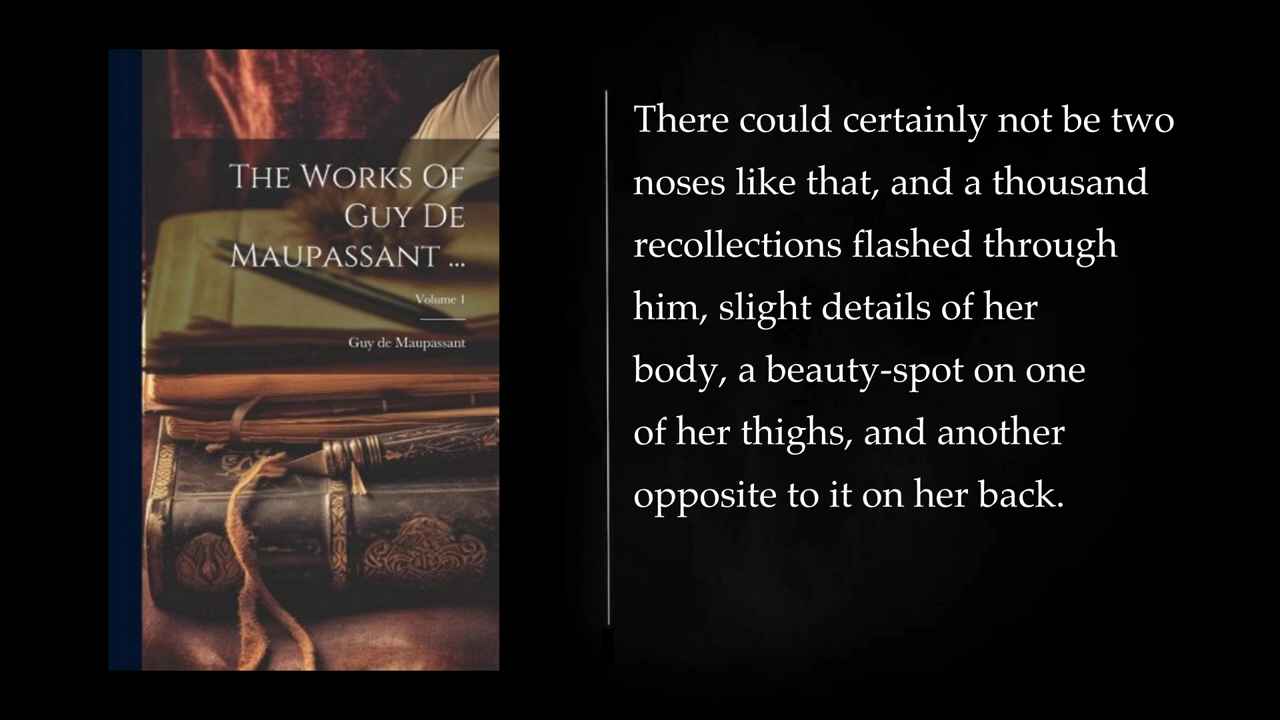 THE WORKS OF
GUY DE
MAUPASSANT ...
Volume 1
Guy de Maupassant
There could certainly not be two
noses like that, and a thousand
recollections flashed through
him, slight details of her
body, a beauty-spot on one
of her thighs, and another
opposite to it on her back.